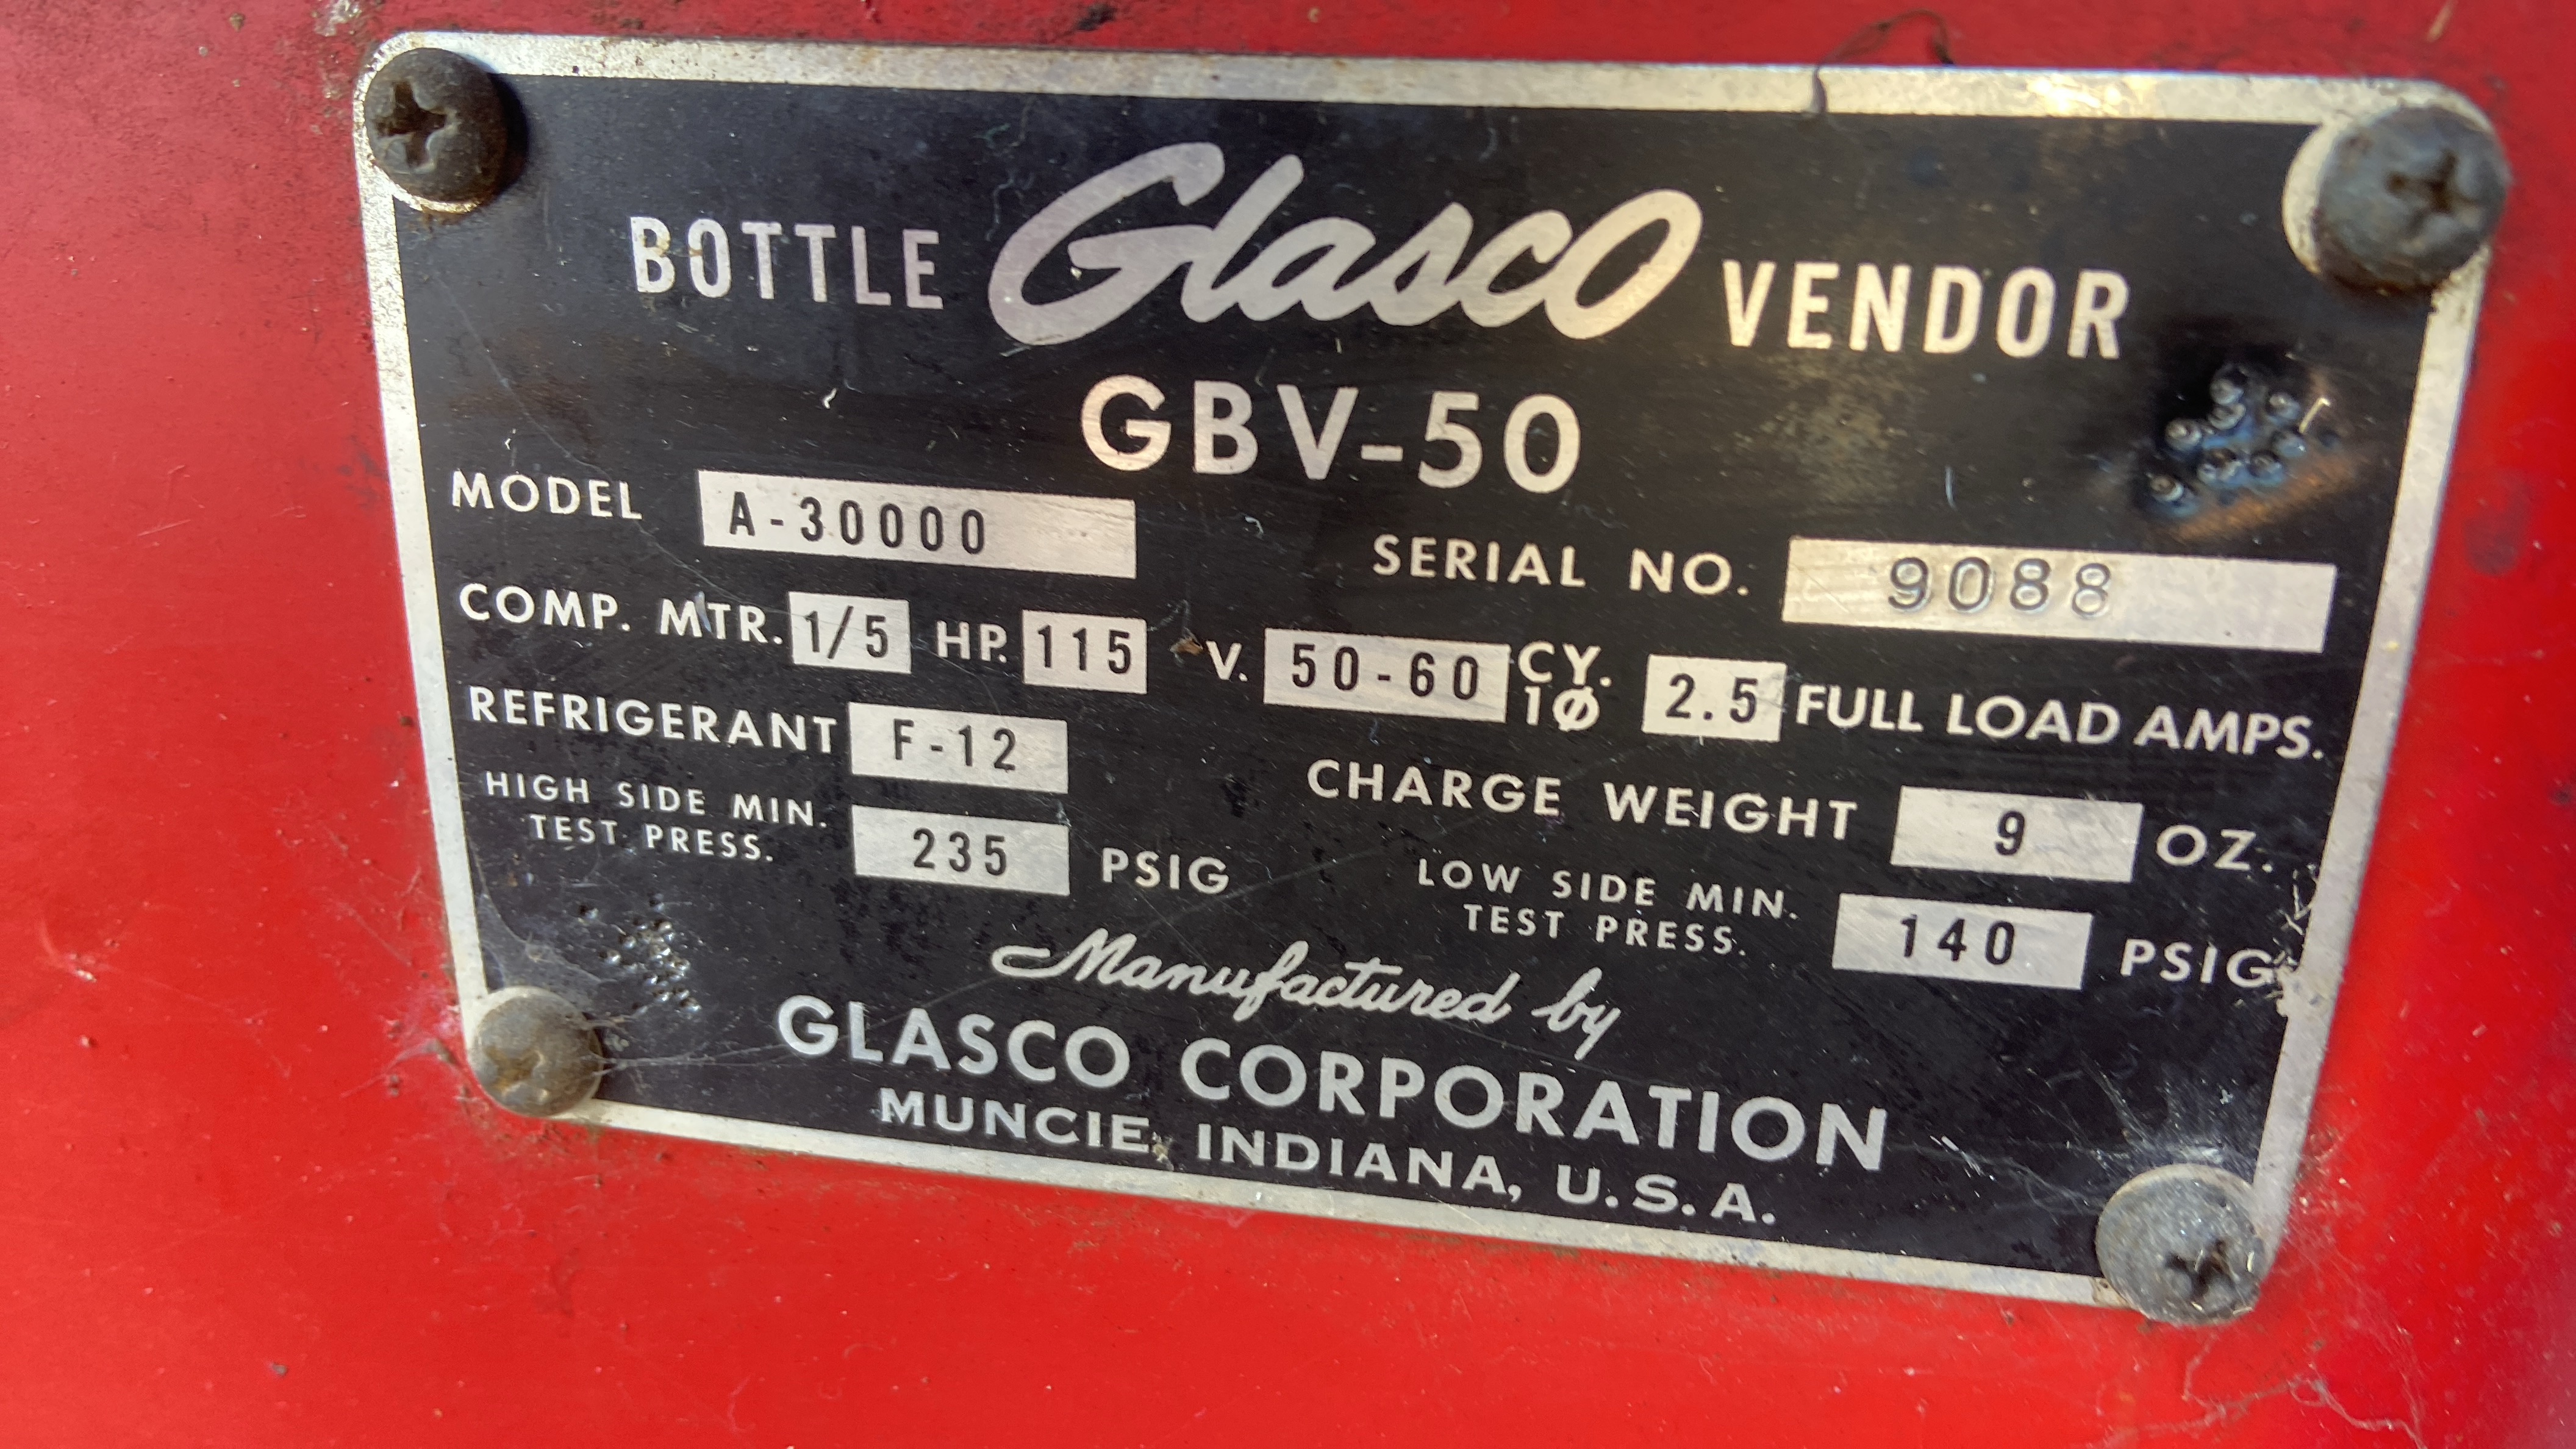 BOTTLE Glasco VENDOR
GBV-50
MODEL A-30000 SERIAL NO. 9088
COMP. MTR. 1/5 HP. 115 V. 50-60 CY. 1Ø 2.5 FULL LOAD AMPS.
REFRIGERANT F-12 CHARGE WEIGHT 9 OZ.
HIGH SIDE MIN. TEST PRESS. 235 PSIG LOW SIDE MIN. TEST PRESS. 140 PSIG
Manufactured by
GLASCO CORPORATION
MUNCIE, INDIANA, U.S.A.